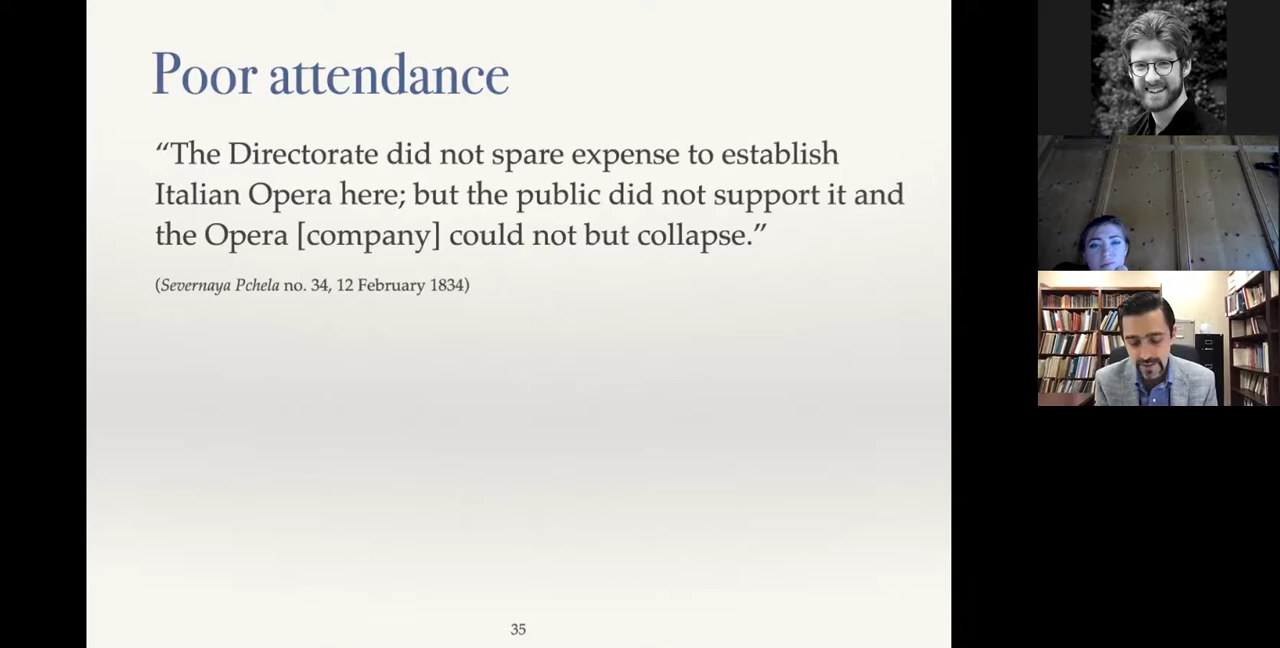 Poor attendance
“The Directorate did not spare expense to establish
Italian Opera here; but the public did not support it and
the Opera [company] could not but collapse.”
(Severnaya Pchela no. 34, 12 February 1834)
35